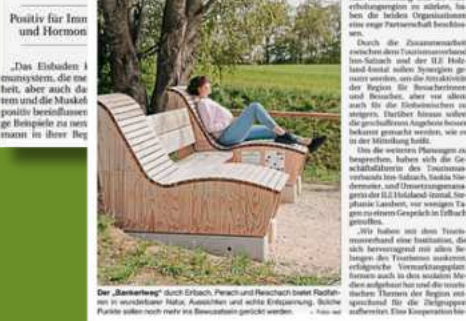 Positiv für Imm
und Hormon
„Das Eisbaden k
munsystem, die me
heit, aber auch da
tem und die Muskel
positiv beeinflussen
ge Beispiele zu nen
mann in ihrer Beg
Der „Bankerlweg“ durch Erlbach, Perach und Reischach bietet Radfah-
ren in wunderbarer Natur, Aussichten und echte Entspannung. Solche
Punkte sollen noch mehr ins Bewusstsein gerückt werden.
erholungsregion zu stärken, ha-
ben die beiden Organisationen
eine enge Partnerschaft beschlos-
sen.
Durch die Zusammenarbeit
zwischen dem Tourismusverband
Inn-Salzach und der ILE Holz-
land-Inntal sollen Synergien ge-
nutzt werden, um die Attraktivität
der Region für Besucherinnen
und Besucher, aber vor allem
auch für die Einheimischen zu
steigern. Darüber hinaus sollen
die geschaffenen Angebote besser
bekannt gemacht werden, wie es
in der Mitteilung heißt.
Um die weiteren Planungen zu
besprechen, haben sich die Ge-
schäftsführerin des Tourismus-
verbands Inn-Salzach, Saskia Nie-
dermeier, und Umsetzungsmana-
gerin der ILE Holzland-Inntal, Ste-
phanie Lambert, vor wenigen Ta-
gen zu einem Gespräch in Erlbach
getroffen.
„Wir haben mit dem Touris-
musverband eine Institution, die
sich hervorragend mit allen Be-
langen des Tourismus auskennt,
erfolgreiche Vermarktungsplatt-
formen auch in den sozialen Me-
dien aufgebaut hat und die touris-
tischen Themen der Region ent-
sprechend für die Zielgruppen
aufbereitet. Eine Kooperation bie-